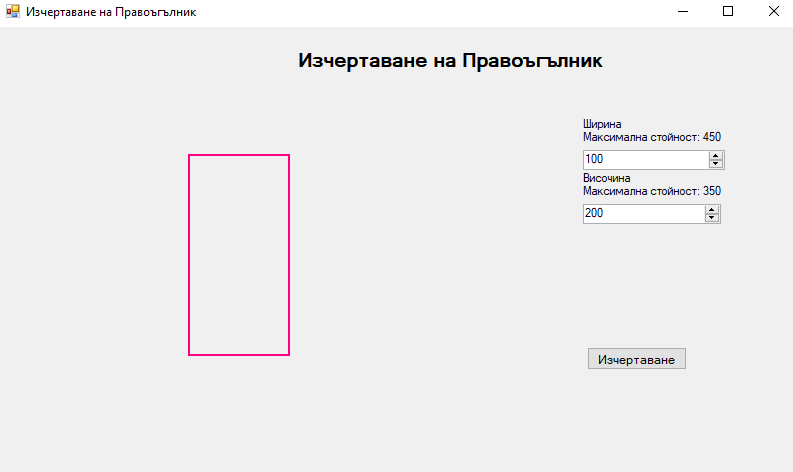 Изчертаване на Правоъгълник
Изчертаване на Правоъгълник
Ширина
Максимална стойност: 450
100
Височина
Максимална стойност: 350
200
Изчертаване